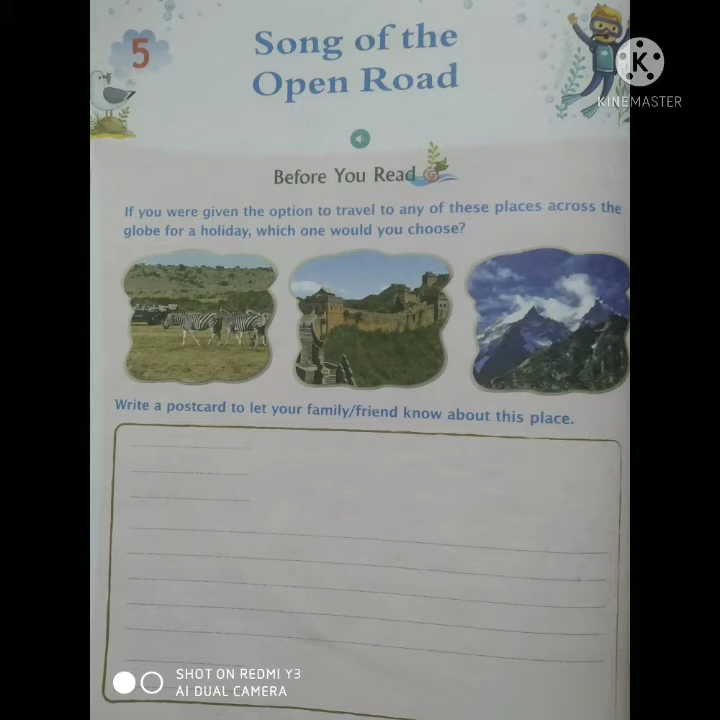 5
Song of the
Open Road
K
KINEMASTER
Before You Read
If you were given the option to travel to any of these places across the
globe for a holiday, which one would you choose?
Write a postcard to let your family/friend know about this place.
SHOT ON REDMI Y3
AI DUAL CAMERA